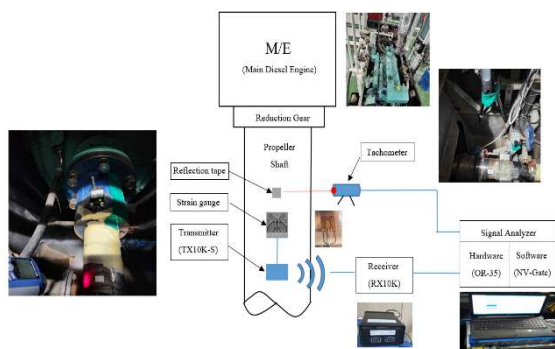 M/E
(Main Diesel Engine)
Reduction Gear
Propeller
Shaft
Tachometer
Reflection tape
Strain gauge
Transmitter
(TX10K-S)
Receiver
(RX10K)
Signal Analyzer
Hardware
(OR-35)
Software
(NV-Gate)